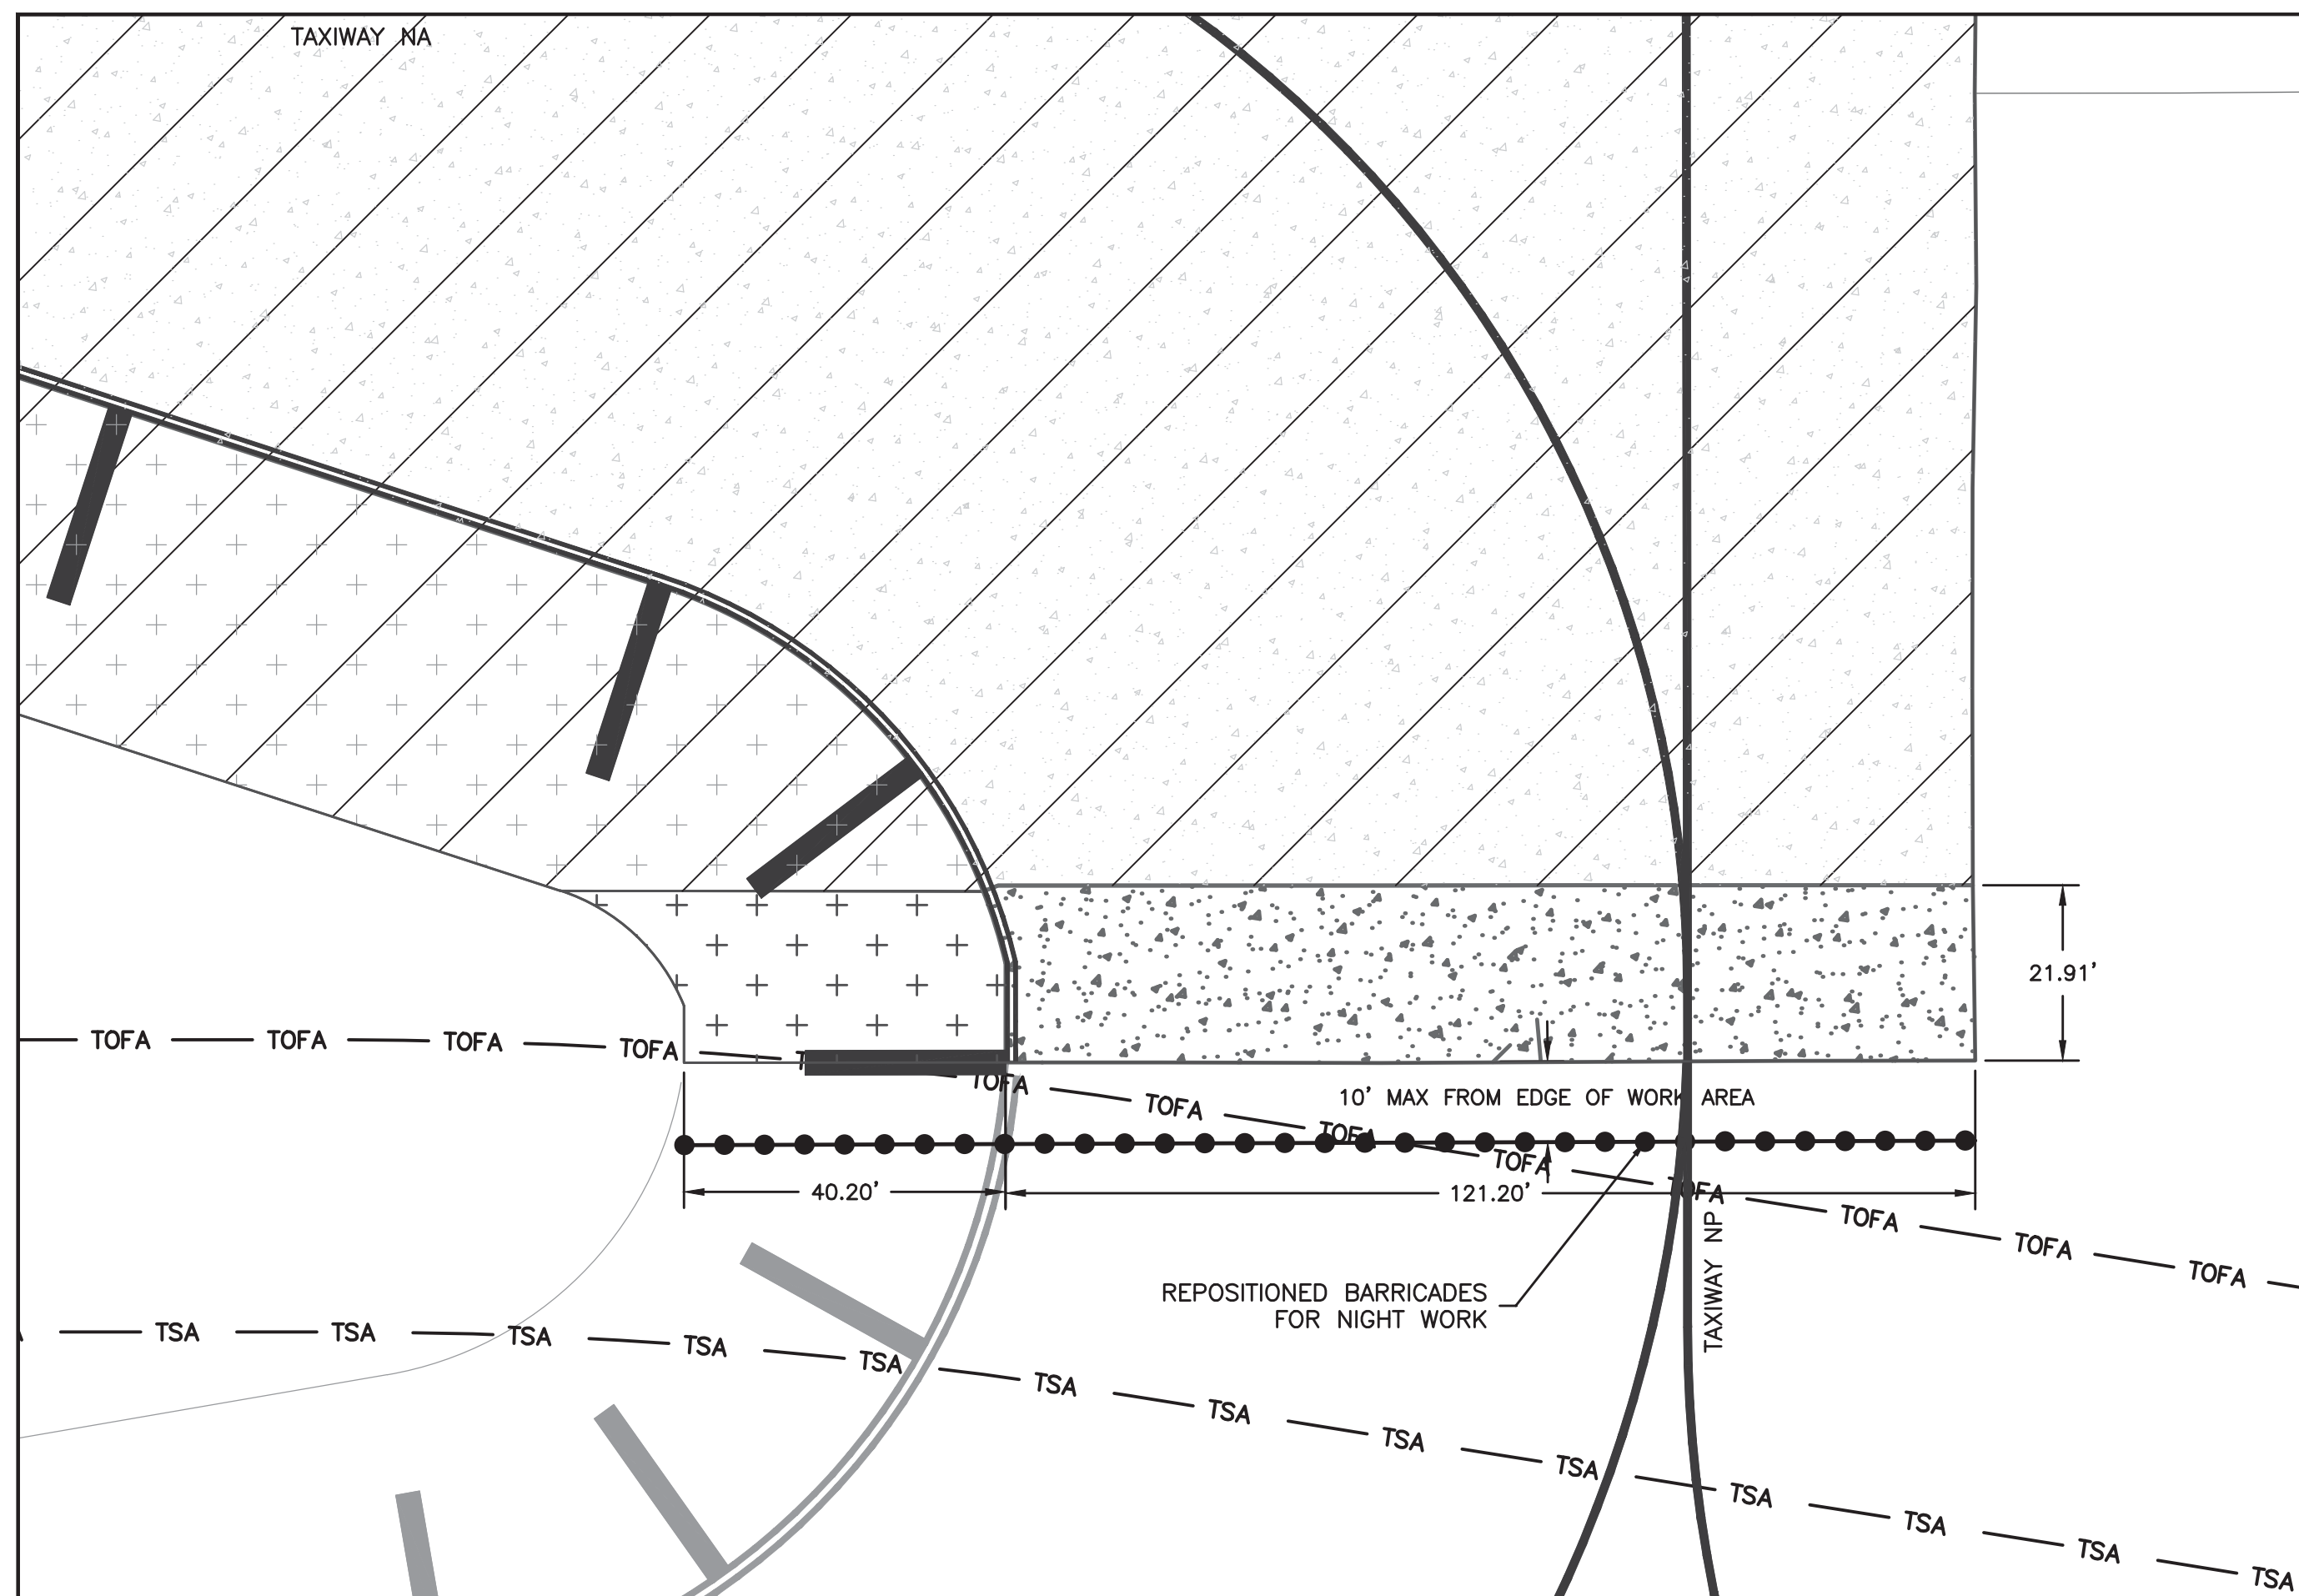 TAXIWAY NA
21.91'
TOFA TOFA TOFA TOFA TOFA TOFA TOFA TOFA TOFA TOFA TOFA TOFA
10' MAX FROM EDGE OF WORK AREA
40.20'
121.20'
REPOSITIONED BARRICADES
FOR NIGHT WORK
TAXIWAY NP
TSA TSA TSA TSA TSA TSA TSA TSA TSA TSA TSA TSA TSA